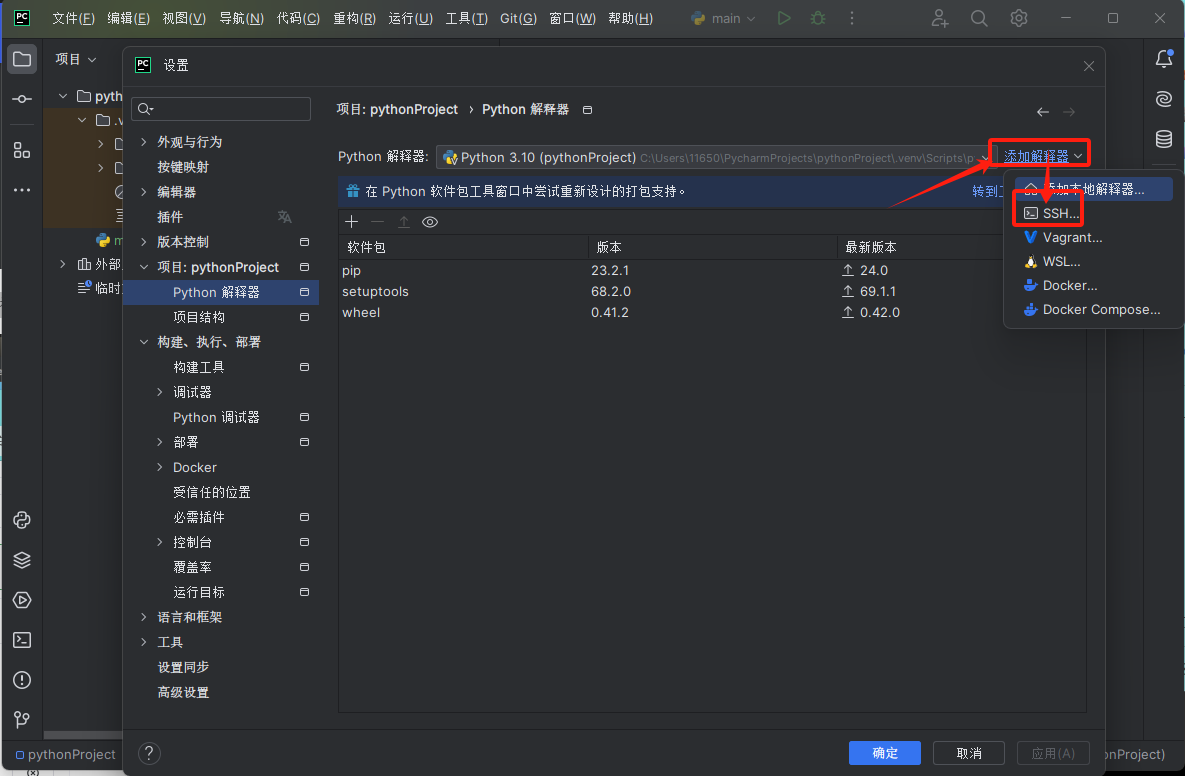 PC 文件(F) 编辑(E) 视图(V) 导航(N) 代码(C) 重构(R) 运行(U) 工具(T) Git(G) 窗口(W) 帮助(H) main
项目
PC 设置
pyth
项目: pythonProject › Python 解释器
外观与行为
Python 解释器: Python 3.10 (pythonProject) C:\Users\11650\PycharmProjects\pythonProject\.venv\Scripts\p 添加解释器
按键映射
编辑器
在 Python 软件包工具窗口中尝试重新设计的打包支持。 转到工
添加本地解释器...
插件
SSH...
版本控制
Vagrant...
软件包 版本 最新版本
WSL...
外部
项目: pythonProject
pip 23.2.1 24.0
Docker...
临时
Python 解释器
setuptools 68.2.0 69.1.1
Docker Compose...
项目结构
wheel 0.41.2 0.42.0
构建、执行、部署
构建工具
调试器
Python 调试器
部署
Docker
受信任的位置
必需插件
控制台
覆盖率
运行目标
语言和框架
工具
设置同步
高级设置
pythonProject
? 确定 取消 应用(A)
onProject)